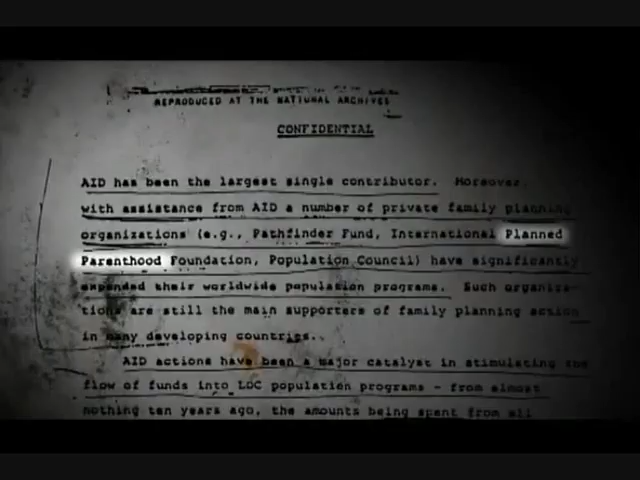 REPRODUCED AT THE NATIONAL ARCHIVES
CONFIDENTIAL
AID has been the largest single contributor. Moreover,
with assistance from AID a number of private family planning
organizations (e.g., Pathfinder Fund, International Planned
Parenthood Foundation, Population Council) have significantly
expanded their worldwide population programs. Such organiza-
tions are still the main supporters of family planning action
in many developing countries.
AID actions have been a major catalyst in stimulating the
flow of funds into LDC population programs - from almost
nothing ten years ago, the amounts being spent from all